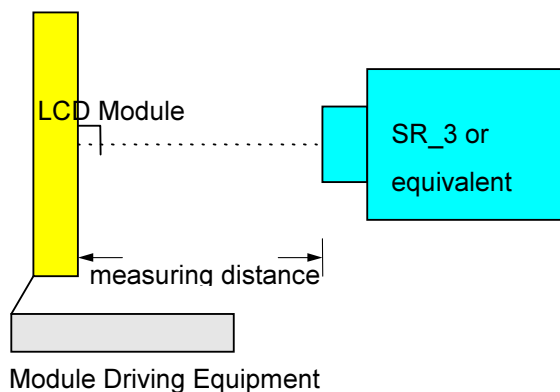 LCD Module
SR_3 or
equivalent
measuring distance
Module Driving Equipment